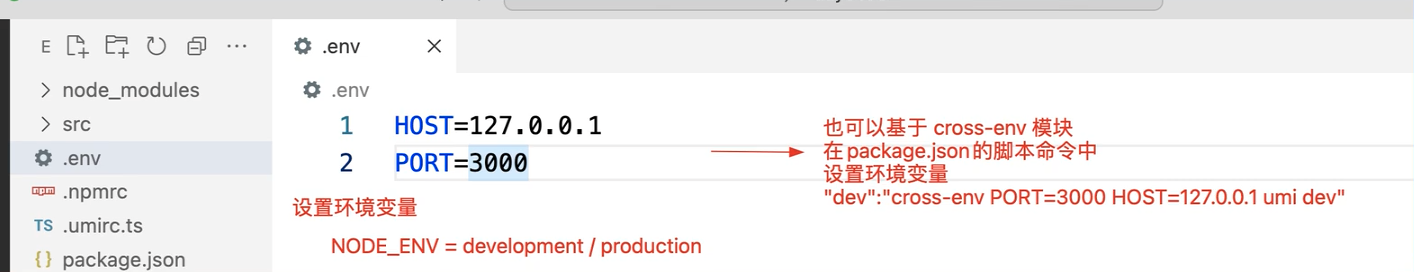 E
.env
node_modules
.env
src
1 HOST=127.0.0.1
.env
2 PORT=3000
.npmrc
TS .umirc.ts
{} package.json
也可以基于 cross-env 模块
在package.json的脚本命令中
设置环境变量
"dev":"cross-env PORT=3000 HOST=127.0.0.1 umi dev"
设置环境变量
NODE_ENV = development / production